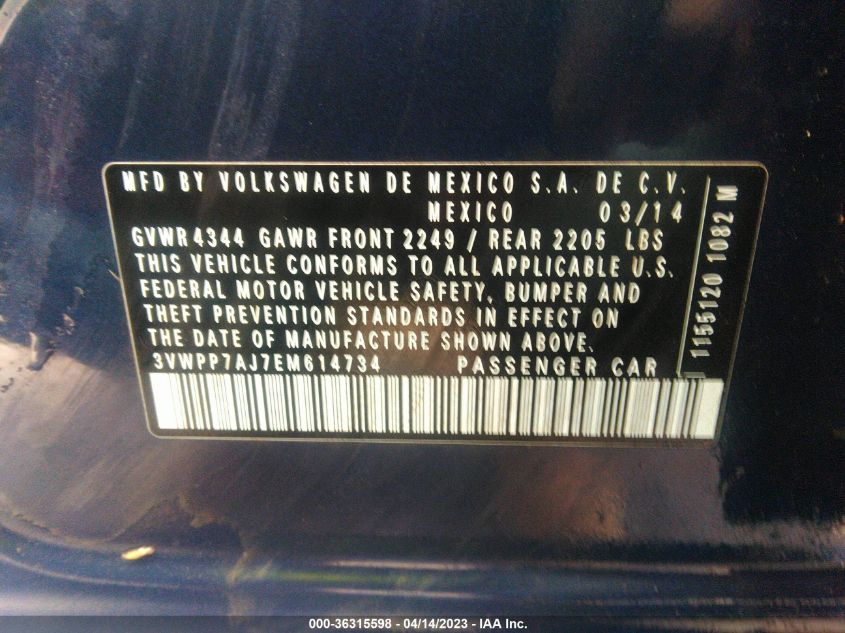 MFD BY VOLKSWAGEN DE MEXICO S.A. DE C.V.
MEXICO 03/14
GVWR 4344 GAWR FRONT 2249 / REAR 2205 LBS
THIS VEHICLE CONFORMS TO ALL APPLICABLE U.S.
FEDERAL MOTOR VEHICLE SAFETY, BUMPER AND
THEFT PREVENTION STANDARDS IN EFFECT ON
THE DATE OF MANUFACTURE SHOWN ABOVE.
3VWPP7AJ7EM614734 PASSENGER CAR
1155120 1082 M
000-36315598 - 04/14/2023 - IAA Inc.